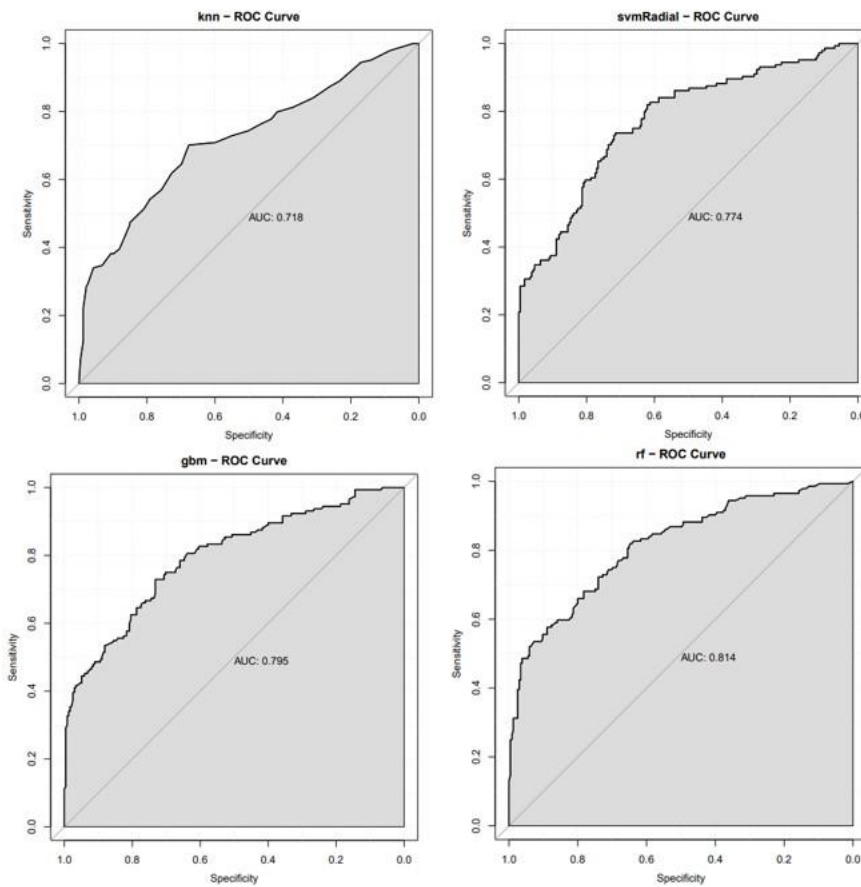 knn − ROC Curve
Sensitivity
1.0
0.8
0.6
0.4
0.2
0.0
AUC: 0.718
1.0 0.8 0.6 0.4 0.2 0.0
Specificity
svmRadial − ROC Curve
Sensitivity
1.0
0.8
0.6
0.4
0.2
0.0
AUC: 0.774
1.0 0.8 0.6 0.4 0.2 0.0
Specificity
gbm − ROC Curve
Sensitivity
1.0
0.8
0.6
0.4
0.2
0.0
AUC: 0.795
1.0 0.8 0.6 0.4 0.2 0.0
Specificity
rf − ROC Curve
Sensitivity
1.0
0.8
0.6
0.4
0.2
0.0
AUC: 0.814
1.0 0.8 0.6 0.4 0.2 0.0
Specificity